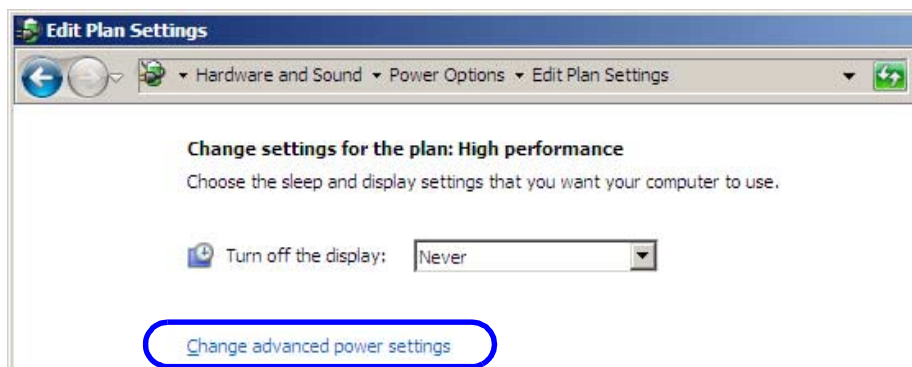 Edit Plan Settings
Hardware and Sound Power Options Edit Plan Settings
Change settings for the plan: High performance
Choose the sleep and display settings that you want your computer to use.
Turn off the display: Never
Change advanced power settings